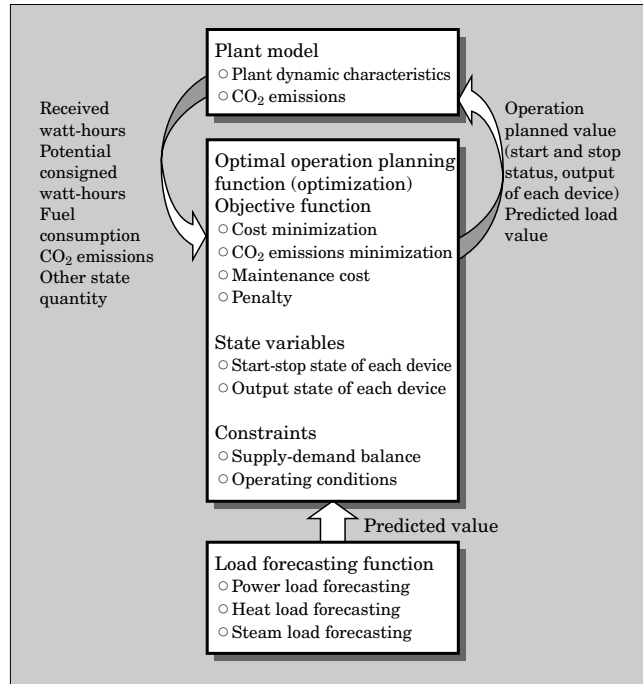 Plant model
○ Plant dynamic characteristics
○ CO₂ emissions
Received
watt-hours
Potential
consigned
watt-hours
Fuel
consumption
CO₂ emissions
Other state
quantity
Operation
planned value
(start and stop
status, output
of each device)
Predicted load
value
Optimal operation planning
function (optimization)
Objective function
○ Cost minimization
○ CO₂ emissions minimization
○ Maintenance cost
○ Penalty
State variables
○ Start-stop state of each device
○ Output state of each device
Constraints
○ Supply-demand balance
○ Operating conditions
Predicted value
Load forecasting function
○ Power load forecasting
○ Heat load forecasting
○ Steam load forecasting